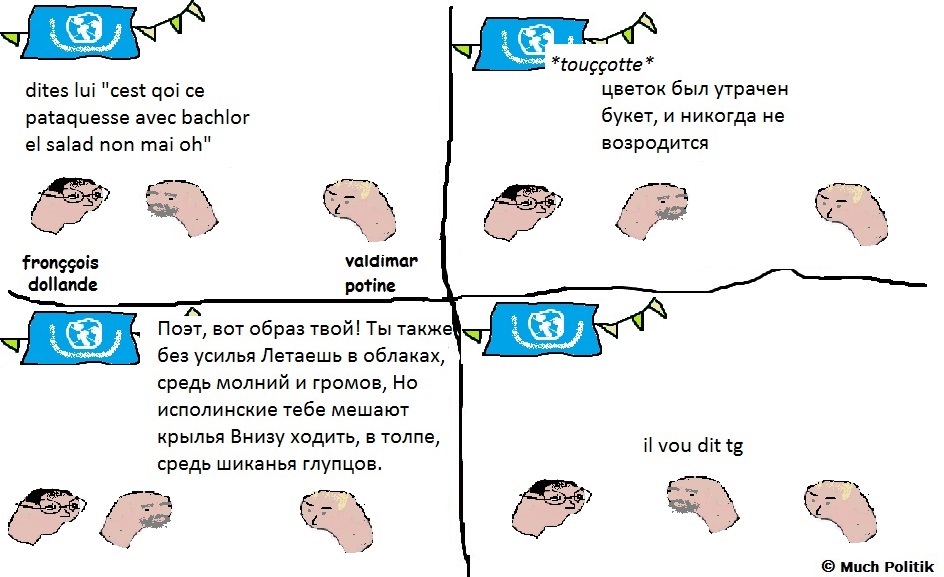 dites lui "cest qoi ce
pataquesse avec bachlor
el salad non mai oh"
fronççois
dollande
valdimar
potine
*touççotte*
цветок был утрачен
букет, и никогда не
возродится
Поэт, вот образ твой! Ты также
без усилья Летаешь в облаках,
средь молний и громов, Но
исполинские тебе мешают
крылья Внизу ходить, в толпе,
средь шиканья глупцов.
il vou dit tg
© Much Politik